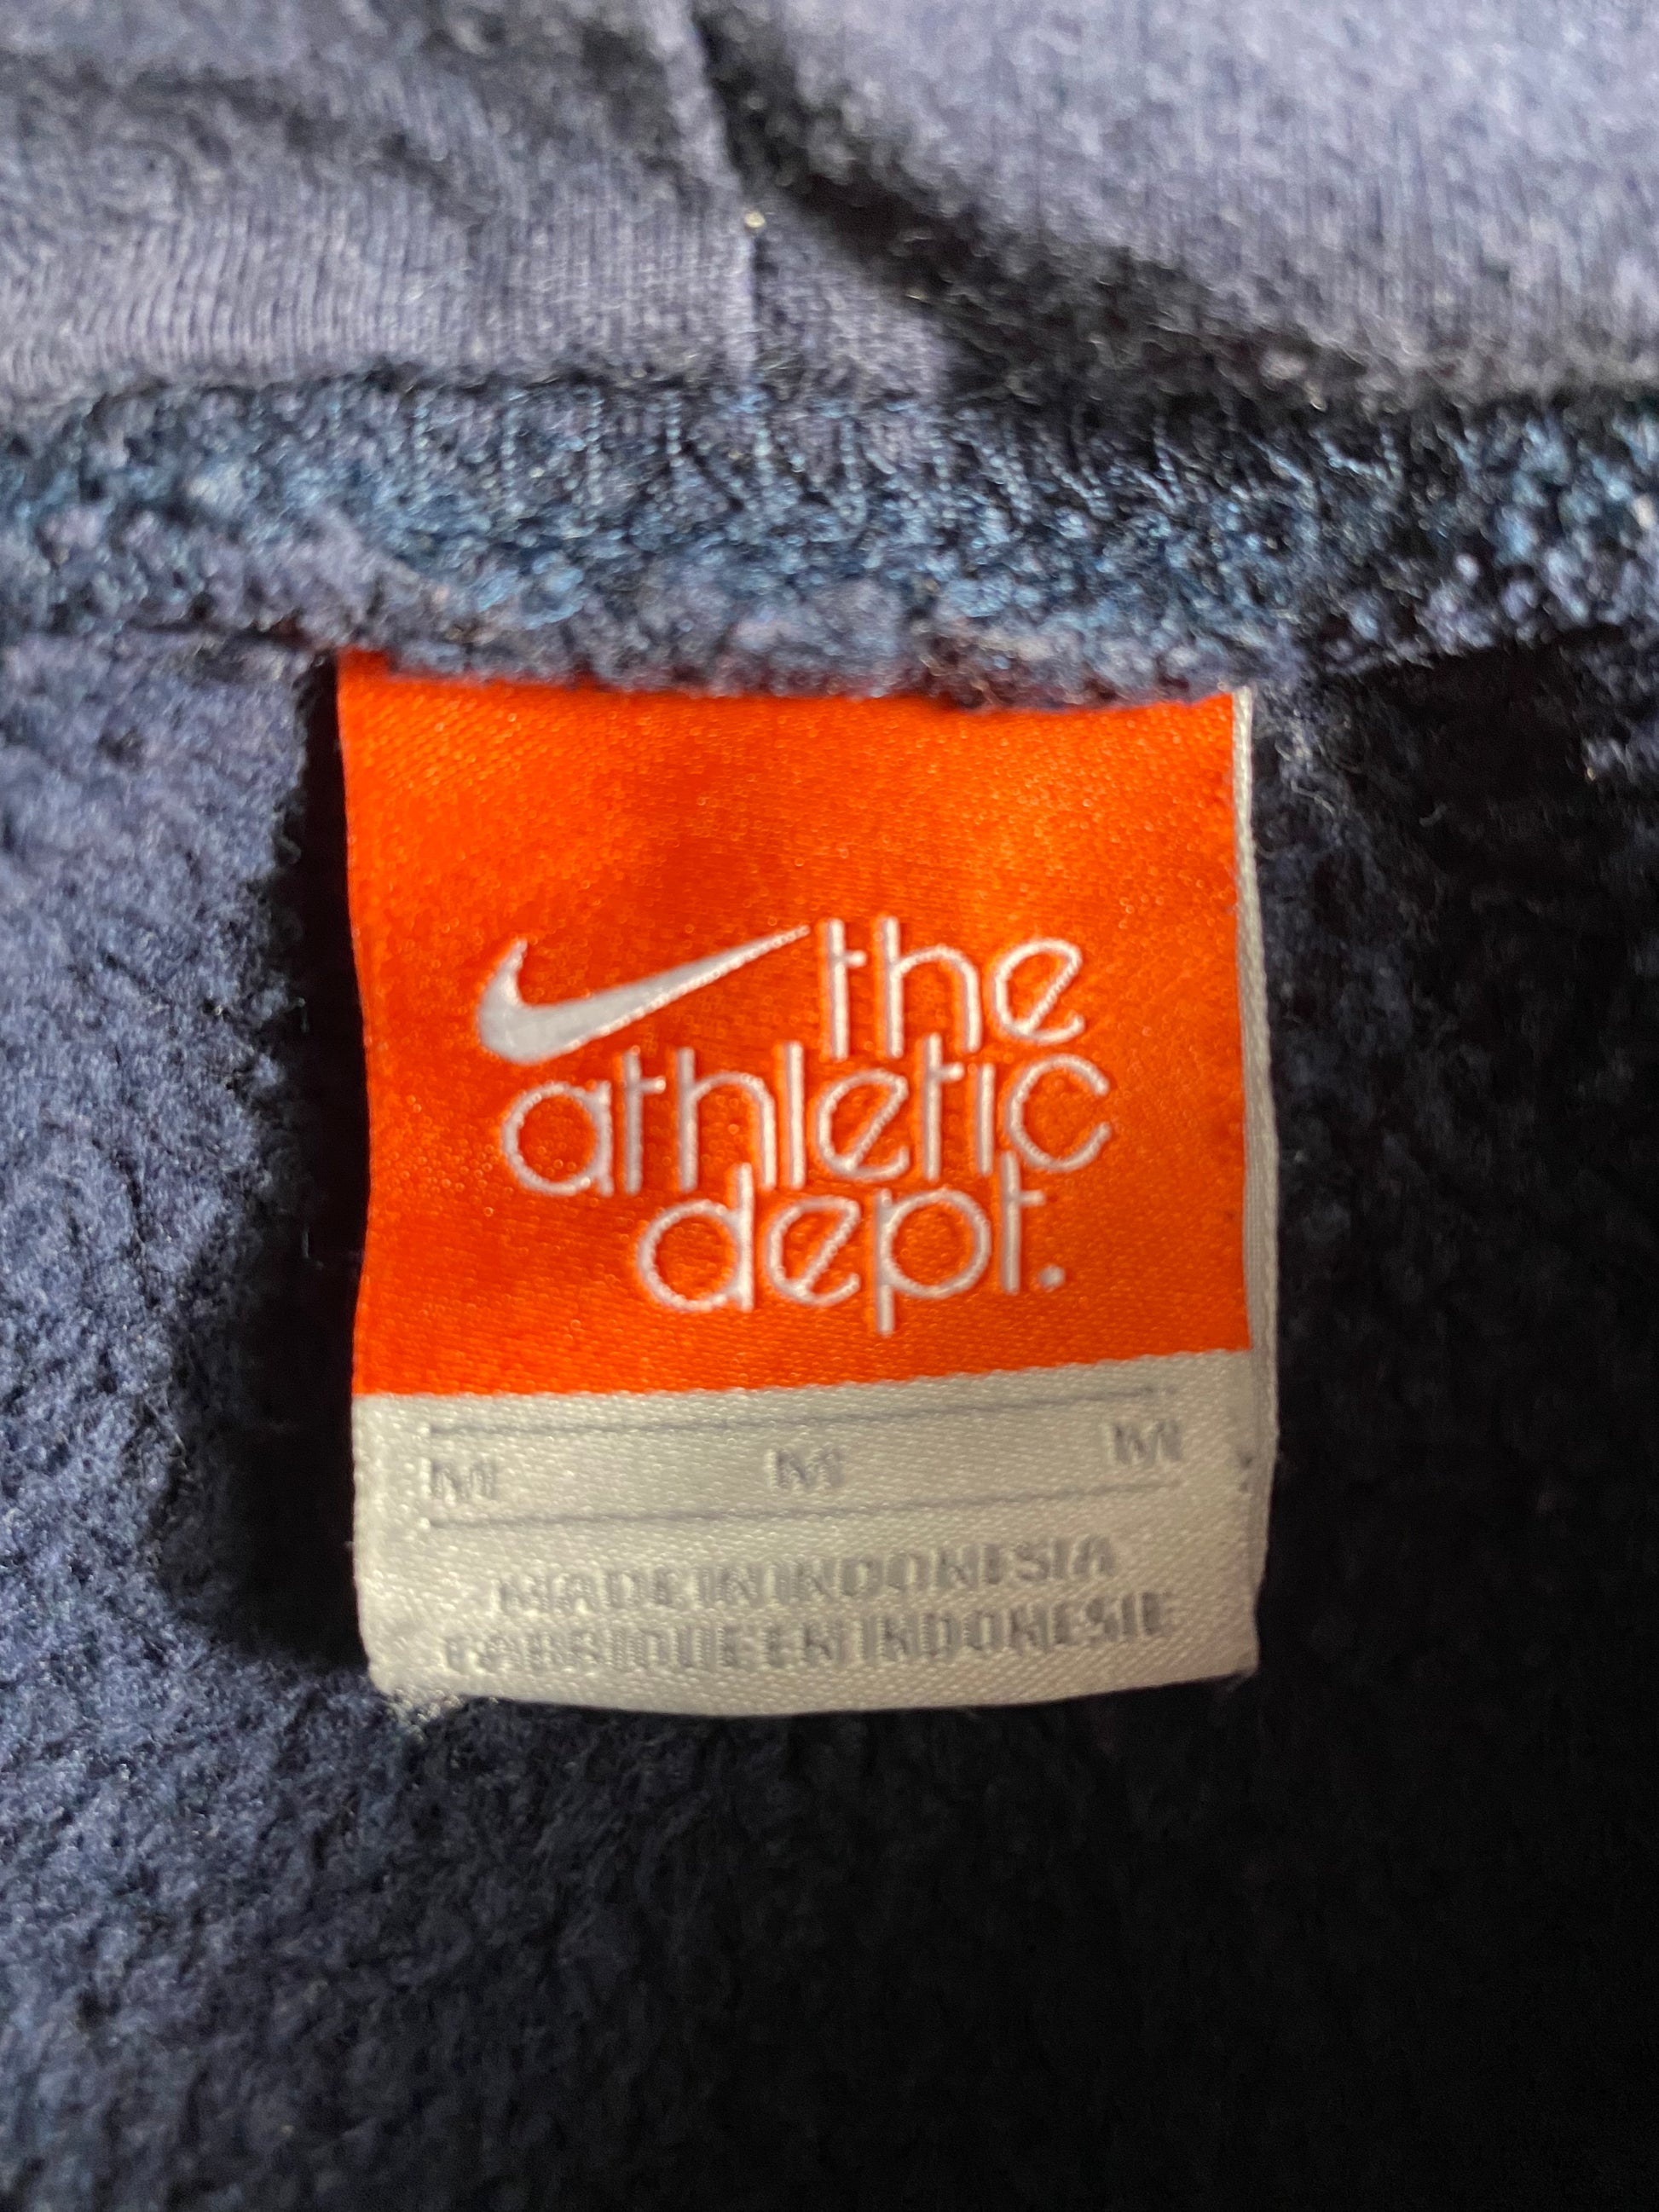 the
athletic
dept.
M M M
MADE IN INDONESIA
FABRIQUE EN INDONESIE